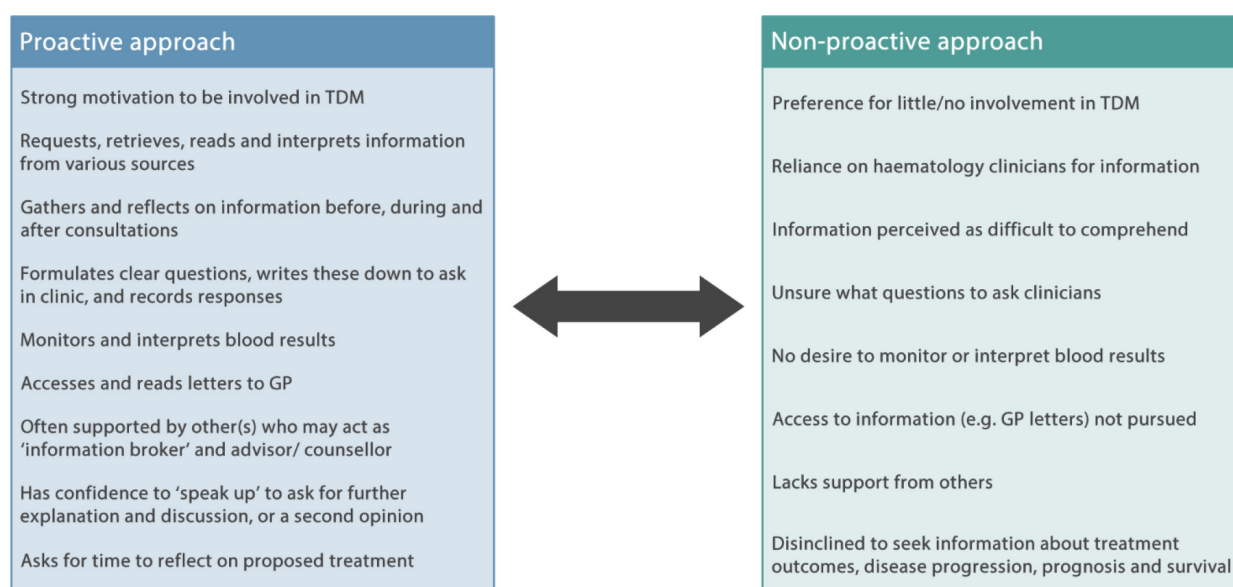 Proactive approach
Strong motivation to be involved in TDM
Requests, retrieves, reads and interprets information
from various sources
Gathers and reflects on information before, during and
after consultations
Formulates clear questions, writes these down to ask
in clinic, and records responses
Monitors and interprets blood results
Accesses and reads letters to GP
Often supported by other(s) who may act as
‘information broker’ and advisor/ counsellor
Has confidence to ‘speak up’ to ask for further
explanation and discussion, or a second opinion
Asks for time to reflect on proposed treatment
Non-proactive approach
Preference for little/no involvement in TDM
Reliance on haematology clinicians for information
Information perceived as difficult to comprehend
Unsure what questions to ask clinicians
No desire to monitor or interpret blood results
Access to information (e.g. GP letters) not pursued
Lacks support from others
Disinclined to seek information about treatment
outcomes, disease progression, prognosis and survival